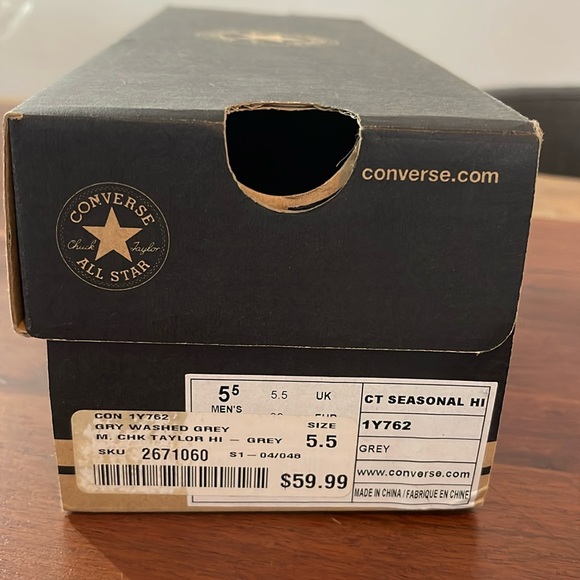 converse.com
CONVERSE
Chuck Taylor
ALL STAR
5⁵ 5.5 UK
MEN'S
CT SEASONAL HI
1Y762
GREY
www.converse.com
MADE IN CHINA / FABRIQUE EN CHINE
CON 1Y762
GRY WASHED GREY SIZE
M. CHK TAYLOR HI - GREY 5.5
SKU 2671060 S1-04/048
$59.99